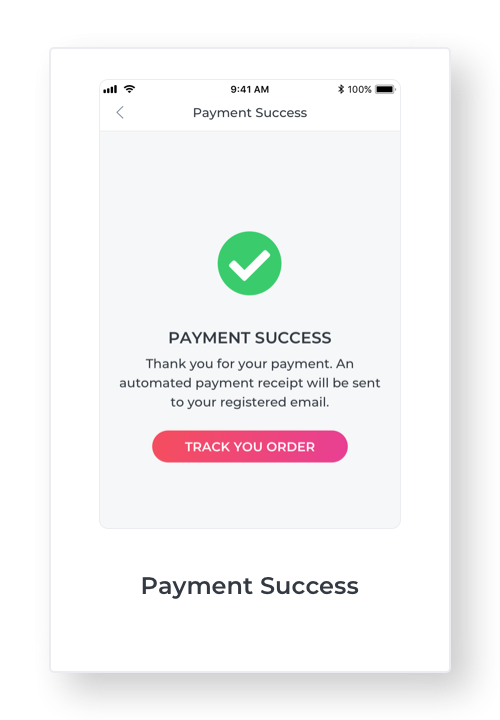 9:41 AM 100%
Payment Success
PAYMENT SUCCESS
Thank you for your payment. An
automated payment receipt will be sent
to your registered email.
TRACK YOU ORDER
Payment Success